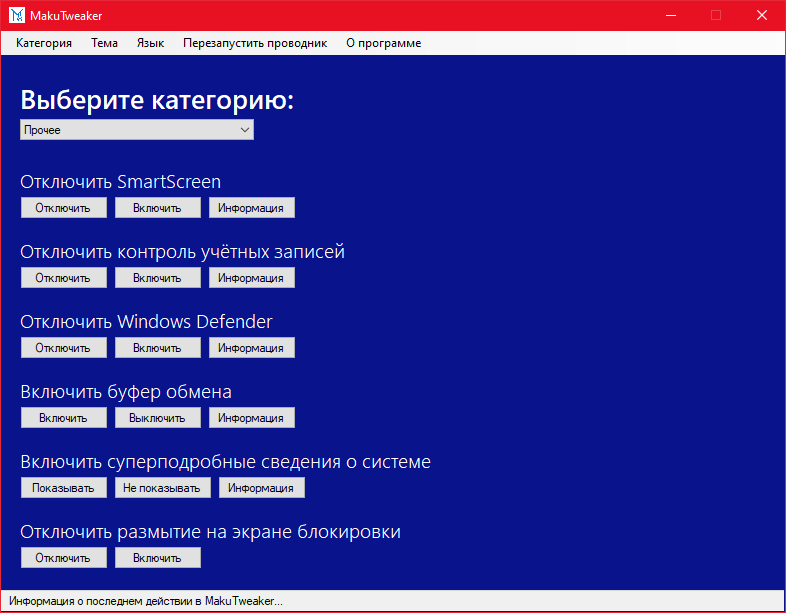 MakuTweaker
Категория Тема Язык Перезапустить проводник О программе
Выберите категорию:
Прочее
Отключить SmartScreen
Отключить Включить Информация
Отключить контроль учётных записей
Отключить Включить Информация
Отключить Windows Defender
Отключить Включить Информация
Включить буфер обмена
Включить Выключить Информация
Включить суперподробные сведения о системе
Показывать Не показывать Информация
Отключить размытие на экране блокировки
Отключить Включить
Информация о последнем действии в MakuTweaker...